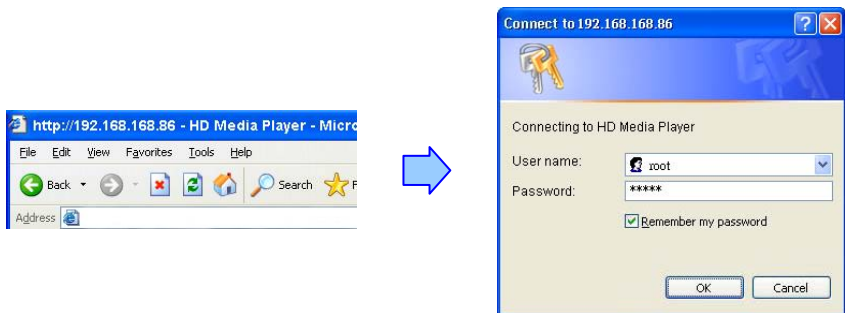 http://192.168.168.86 - HD Media Player - Micro
File Edit View Favorites Tools Help
Back Search F
Address
Connect to 192.168.168.86
Connecting to HD Media Player
User name: root
Password: *****
Remember my password
OK Cancel